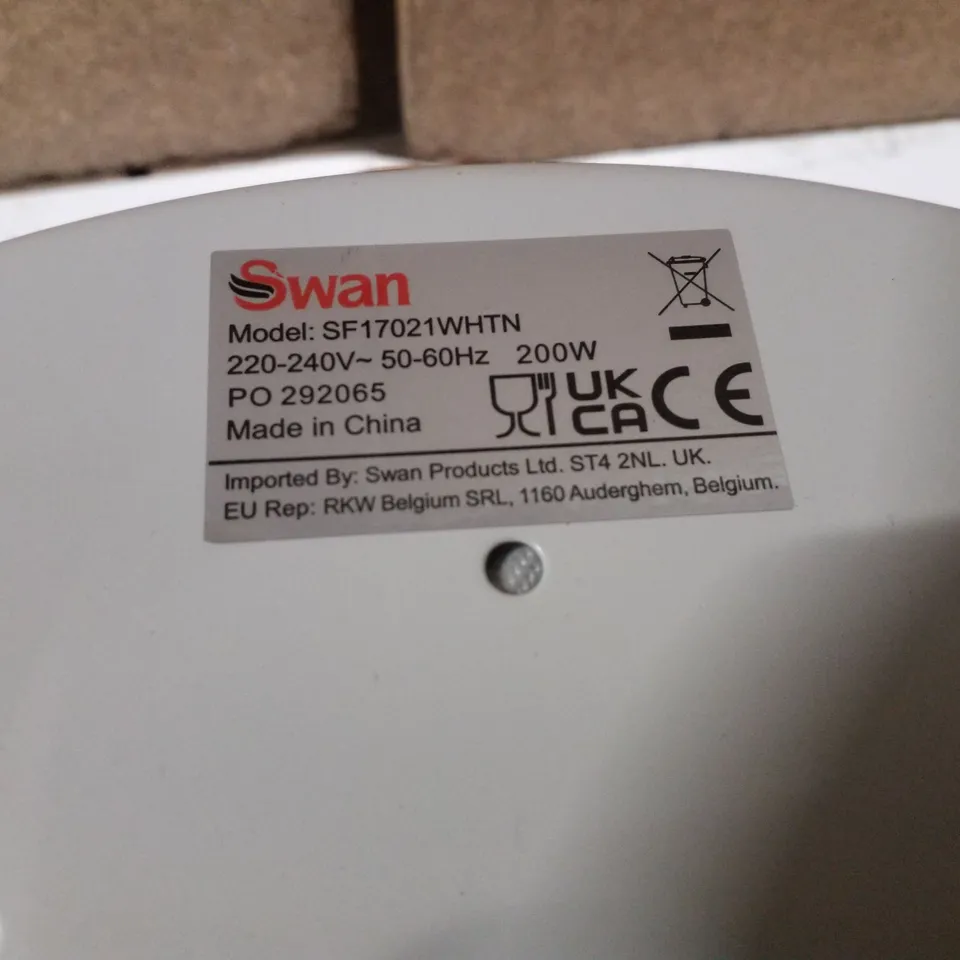 Swan
Model: SF17021WHTN
220-240V~ 50-60Hz 200W
PO 292065
Made in China
UK
CA
CE
Imported By: Swan Products Ltd. ST4 2NL. UK.
EU Rep: RKW Belgium SRL, 1160 Auderghem, Belgium.